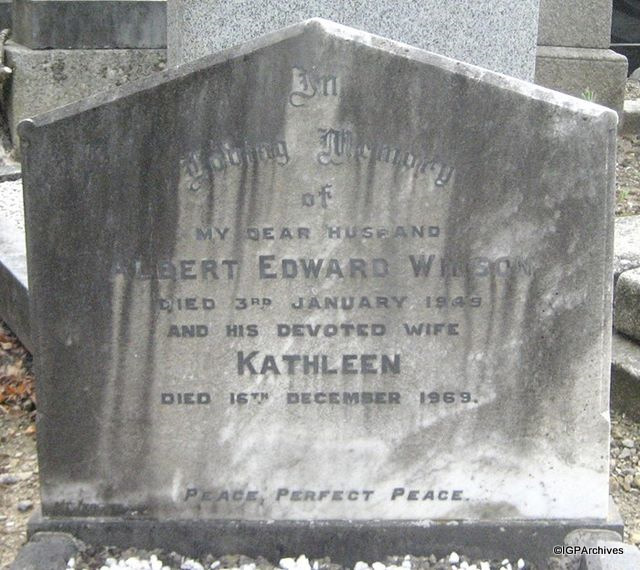 In
Loving Memory
of
MY DEAR HUSBAND
ALBERT EDWARD WILSON
DIED 3RD JANUARY 1949
AND HIS DEVOTED WIFE
KATHLEEN
DIED 16TH DECEMBER 1969.
PEACE, PERFECT PEACE.
©IGPArchives